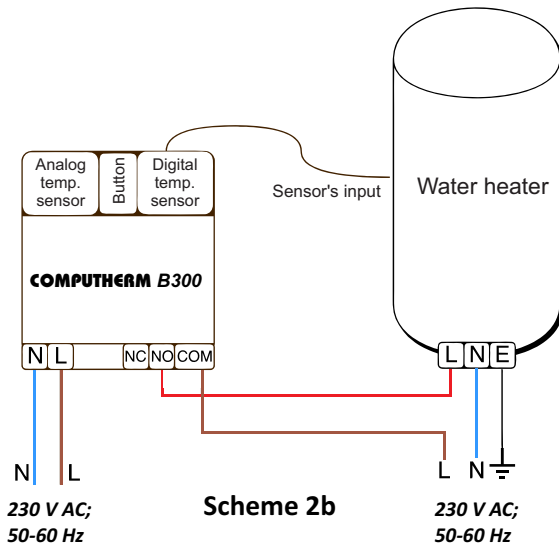 Analog
temp.
sensor
Button
Digital
temp.
sensor
Sensor's input
Water heater
COMPUTHERM B300
N L NC NO COM
L N E
N L
L N
Scheme 2b
230 V AC;
50-60 Hz
230 V AC;
50-60 Hz